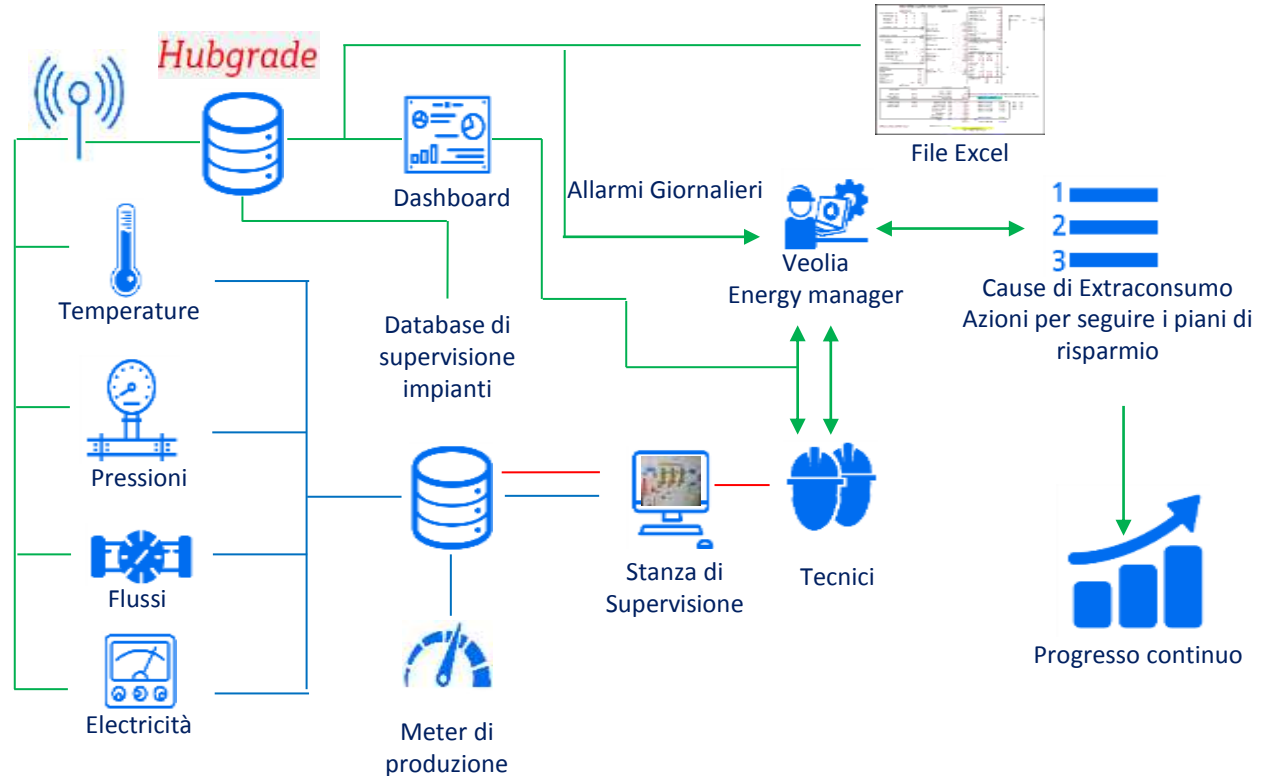 Hubgrade
File Excel
Dashboard
Allarmi Giornalieri
1
2
3
Veolia
Energy manager
Cause di Extraconsumo
Azioni per seguire i piani di
risparmio
Temperature
Database di
supervisione
impianti
Pressioni
Flussi
Stanza di
Supervisione
Tecnici
Progresso continuo
Electricità
Meter di
produzione